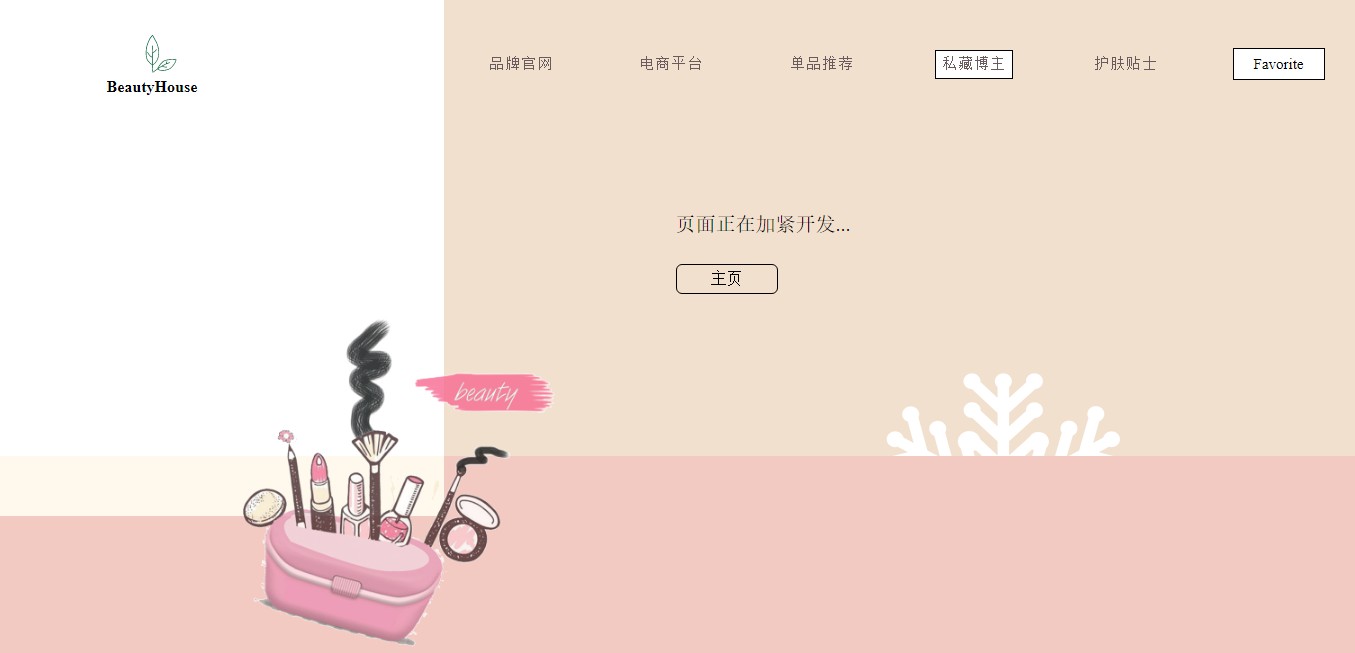 BeautyHouse
品牌官网
电商平台
单品推荐
私藏博主
护肤贴士
Favorite
页面正在加紧开发...
主页
beauty